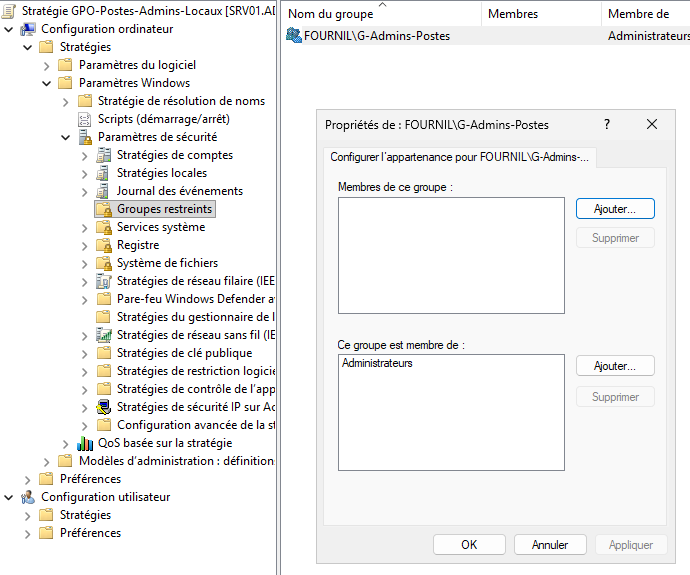 Stratégie GPO-Postes-Admins-Locaux [SRV01.AD
Configuration ordinateur
Stratégies
Paramètres du logiciel
Paramètres Windows
Stratégie de résolution de noms
Scripts (démarrage/arrêt)
Paramètres de sécurité
Stratégies de comptes
Stratégies locales
Journal des événements
Groupes restreints
Services système
Registre
Système de fichiers
Stratégies de réseau filaire (IEE
Pare-feu Windows Defender av
Stratégies du gestionnaire de l
Stratégies de réseau sans fil (IE
Stratégies de clé publique
Stratégies de restriction logicie
Stratégies de contrôle de l'app
Stratégies de sécurité IP sur Ac
Configuration avancée de la st
QoS basée sur la stratégie
Modèles d'administration : définition
Préférences
Configuration utilisateur
Stratégies
Préférences
Nom du groupe Membres Membre de
FOURNIL\G-Admins-Postes Administrateurs
Propriétés de : FOURNIL\G-Admins-Postes ?
Configurer l'appartenance pour FOURNIL\G-Admins-...
Membres de ce groupe :
Ajouter...
Supprimer
Ce groupe est membre de :
Administrateurs
Ajouter...
Supprimer
OK Annuler Appliquer